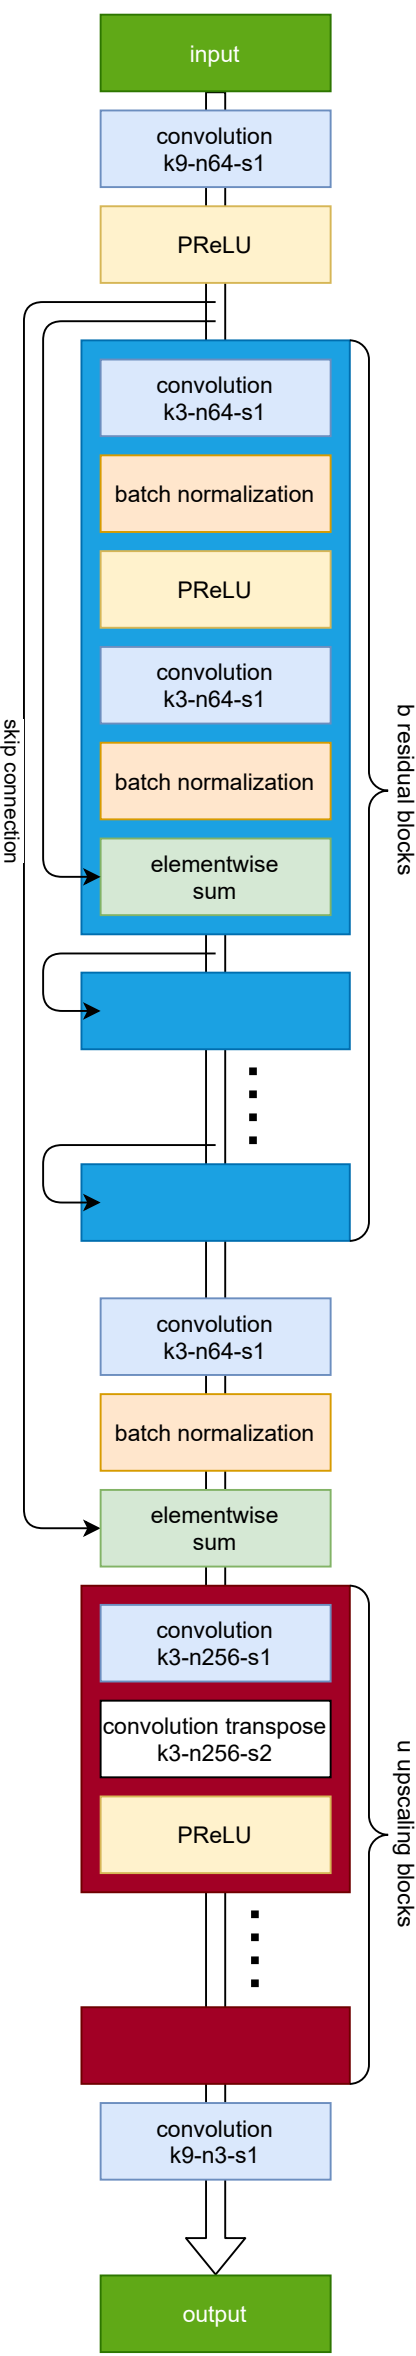 input
convolution
k9-n64-s1
PReLU
convolution
k3-n64-s1
batch normalization
PReLU
convolution
k3-n64-s1
batch normalization
elementwise
sum
skip connection
b residual blocks
convolution
k3-n64-s1
batch normalization
elementwise
sum
convolution
k3-n256-s1
convolution transpose
k3-n256-s2
PReLU
u upscaling blocks
convolution
k9-n3-s1
output